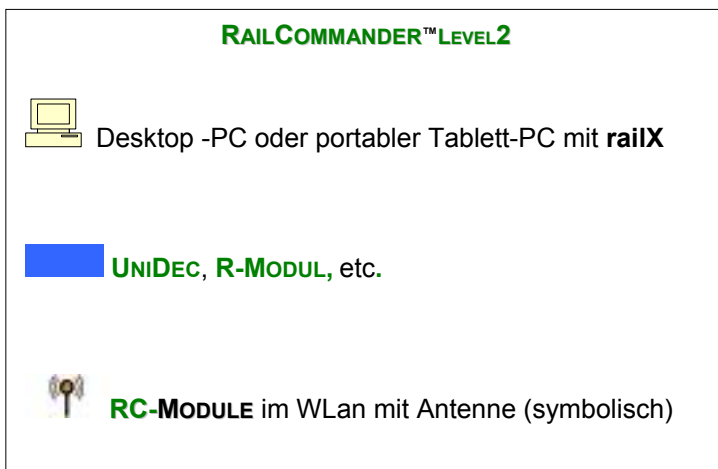 RAILCOMMANDER™LEVEL2
Desktop -PC oder portabler Tablett-PC mit railX
UNIDEC, R-MODUL, etc.
RC-MODULE im WLan mit Antenne (symbolisch)